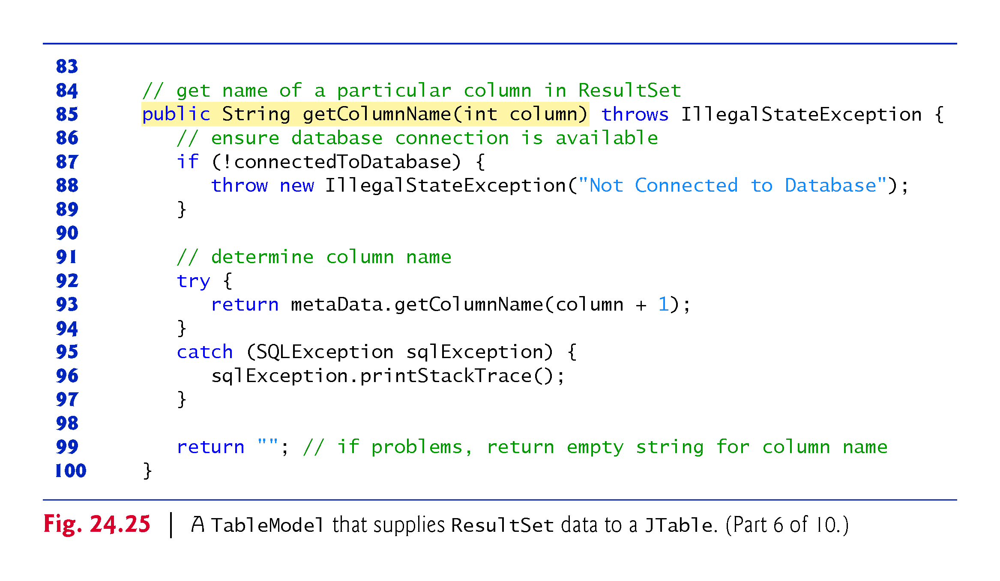 83
84 // get name of a particular column in ResultSet
85 public String getColumnName(int column) throws IllegalStateException {
86 // ensure database connection is available
87 if (!connectedToDatabase) {
88 throw new IllegalStateException("Not Connected to Database");
89 }
90
91 // determine column name
92 try {
93 return metaData.getColumnName(column + 1);
94 }
95 catch (SQLException sqlException) {
96 sqlException.printStackTrace();
97 }
98
99 return ""; // if problems, return empty string for column name
100 }
Fig. 24.25 | A TableModel that supplies ResultSet data to a JTable. (Part 6 of 10.)